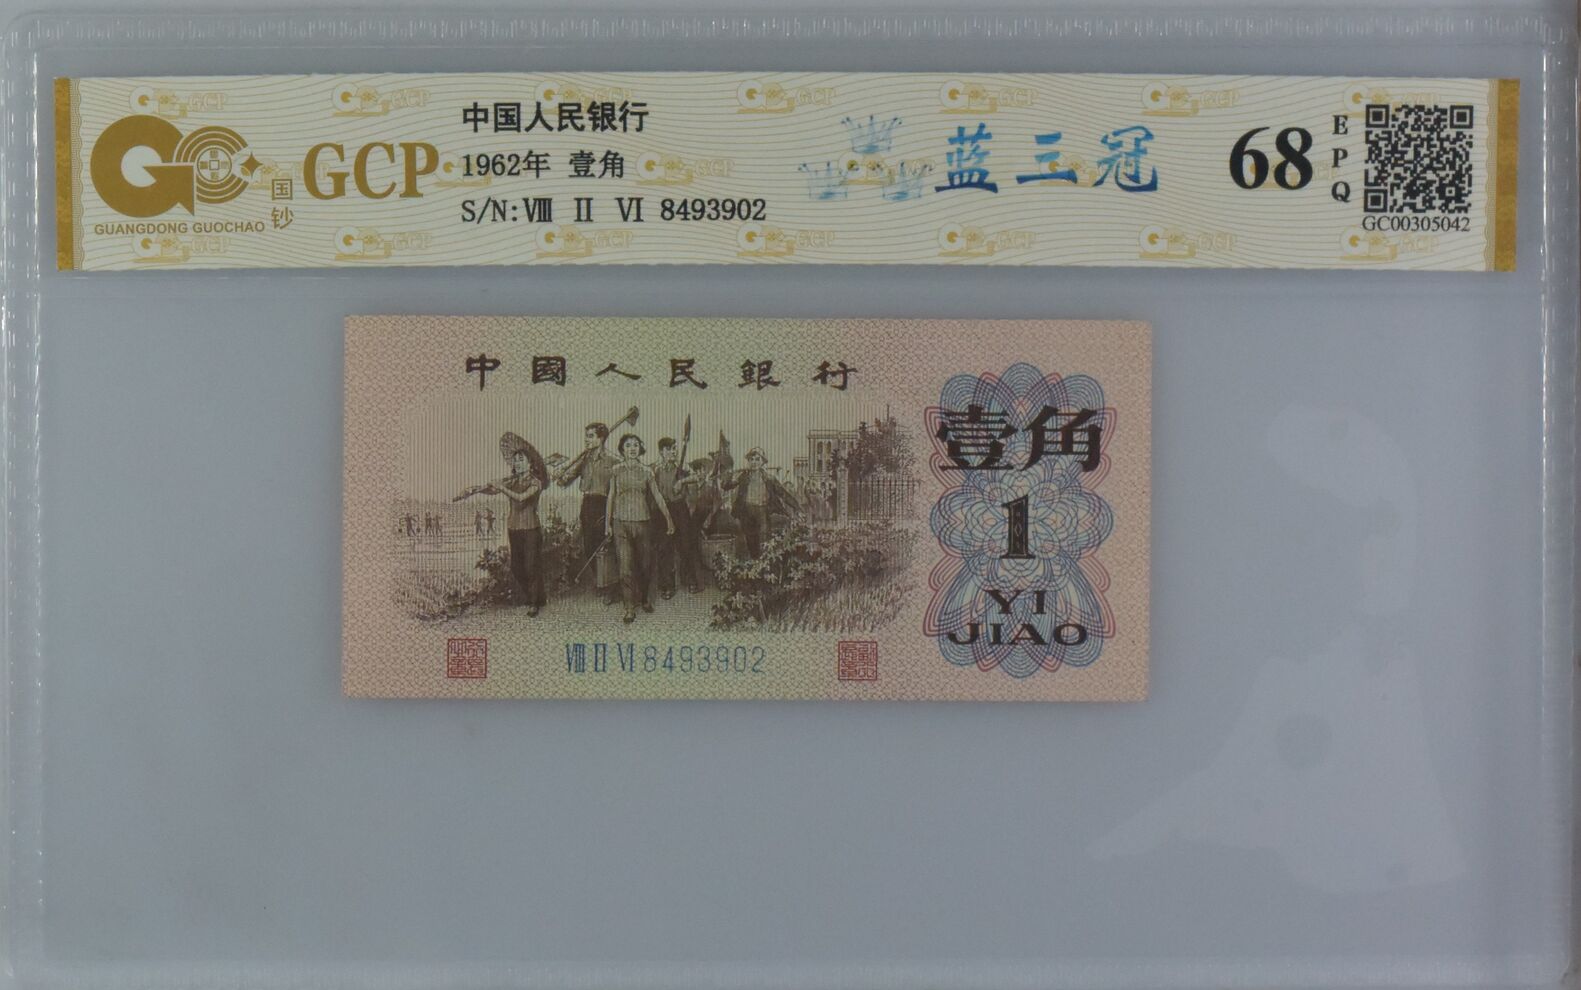 GCP
国钞
GUANGDONG GUOCHAO
中国人民银行
1962年 壹角
S/N: Ⅷ Ⅱ Ⅵ 8493902
蓝三冠
68
EPQ
GC00305042
中國人民銀行
壹角
1
YI
JIAO
Ⅷ Ⅱ Ⅵ 8493902